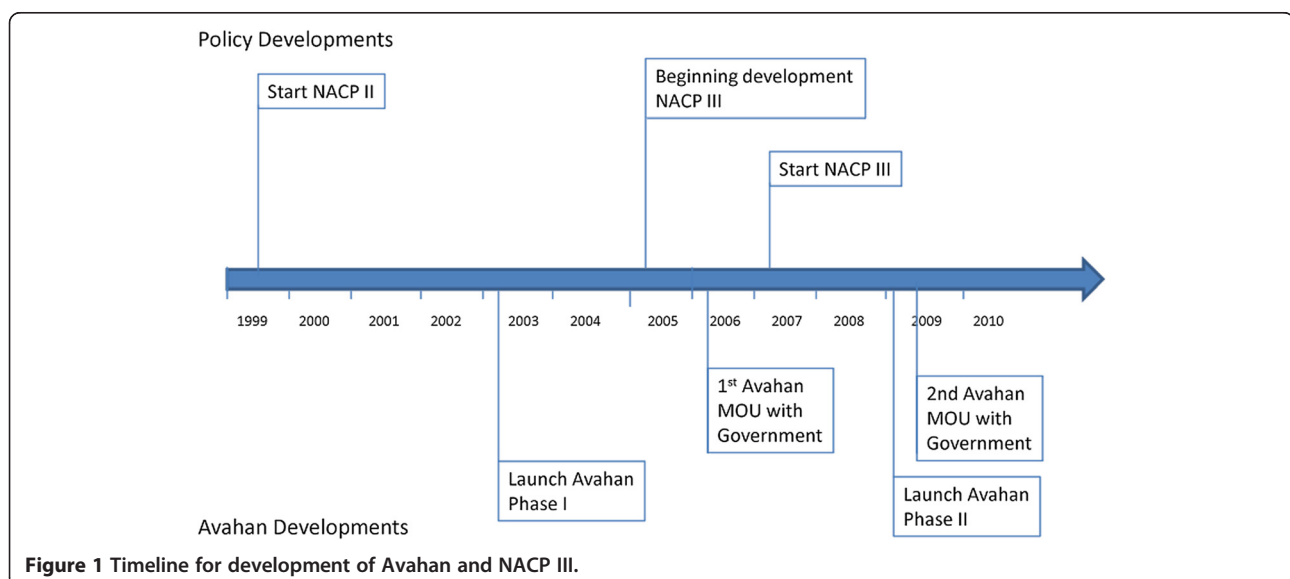 Policy Developments
Start NACP II
Beginning development
NACP III
Start NACP III
1999 2000 2001 2002 2003 2004 2005 2006 2007 2008 2009 2010
1st Avahan
MOU with
Government
2nd Avahan
MOU with
Government
Launch Avahan
Phase I
Launch Avahan
Phase II
Avahan Developments
Figure 1 Timeline for development of Avahan and NACP III.